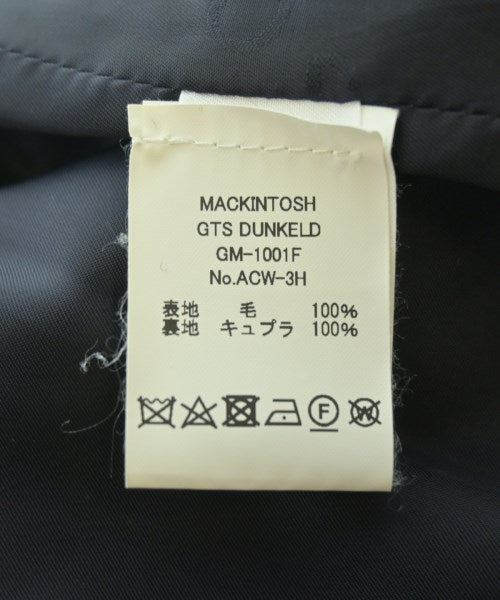 MACKINTOSH
GTS DUNKELD
GM-1001F
No.ACW-3H
表地 毛 100%
裏地 キュプラ 100%
F W